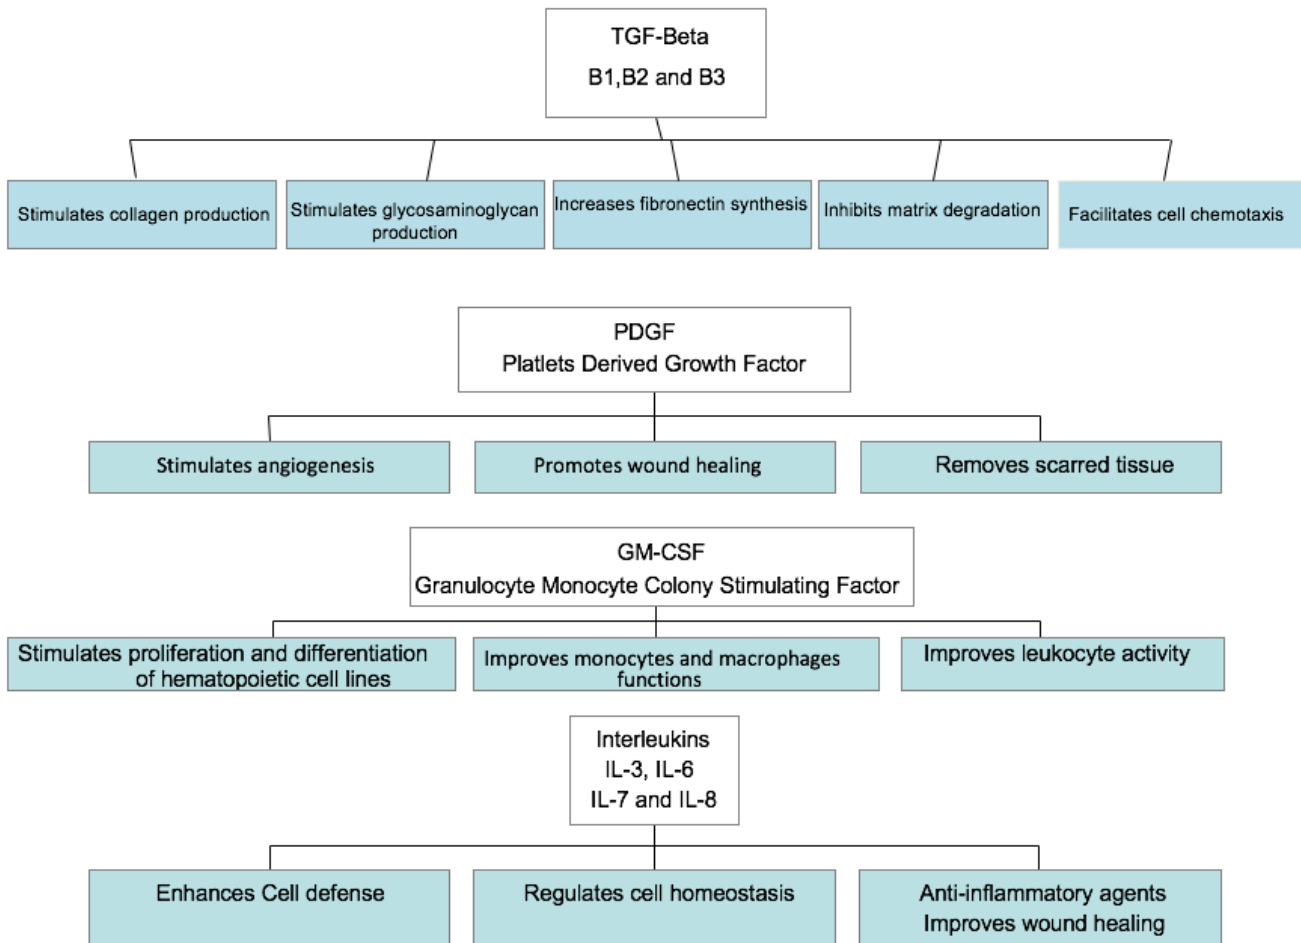 TGF-Beta
B1,B2 and B3
Stimulates collagen production
Stimulates glycosaminoglycan
production
Increases fibronectin synthesis
Inhibits matrix degradation
Facilitates cell chemotaxis
PDGF
Platlets Derived Growth Factor
Stimulates angiogenesis
Promotes wound healing
Removes scarred tissue
GM-CSF
Granulocyte Monocyte Colony Stimulating Factor
Stimulates proliferation and differentiation
of hematopoietic cell lines
Improves monocytes and macrophages
functions
Improves leukocyte activity
Interleukins
IL-3, IL-6
IL-7 and IL-8
Enhances Cell defense
Regulates cell homeostasis
Anti-inflammatory agents
Improves wound healing